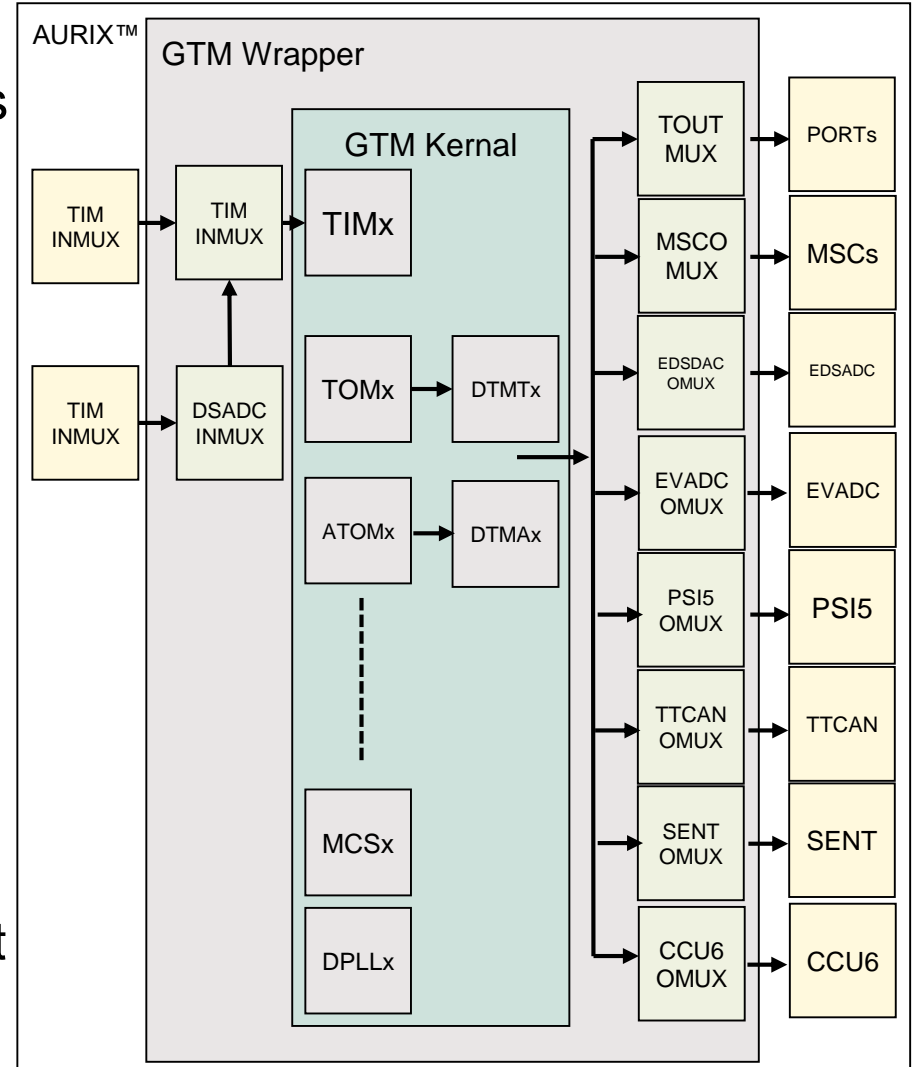 AURIX™
GTM Wrapper
GTM Kernal
s
t
TIM
INMUX
TIM
INMUX
TIMx
TIM
INMUX
DSADC
INMUX
TOMx
DTMTx
ATOMx
DTMAx
MCSx
DPLLx
TOUT
MUX
PORTs
MSCO
MUX
MSCs
EDSDAC
OMUX
EDSADC
EVADC
OMUX
EVADC
PSI5
OMUX
PSI5
TTCAN
OMUX
TTCAN
SENT
OMUX
SENT
CCU6
OMUX
CCU6